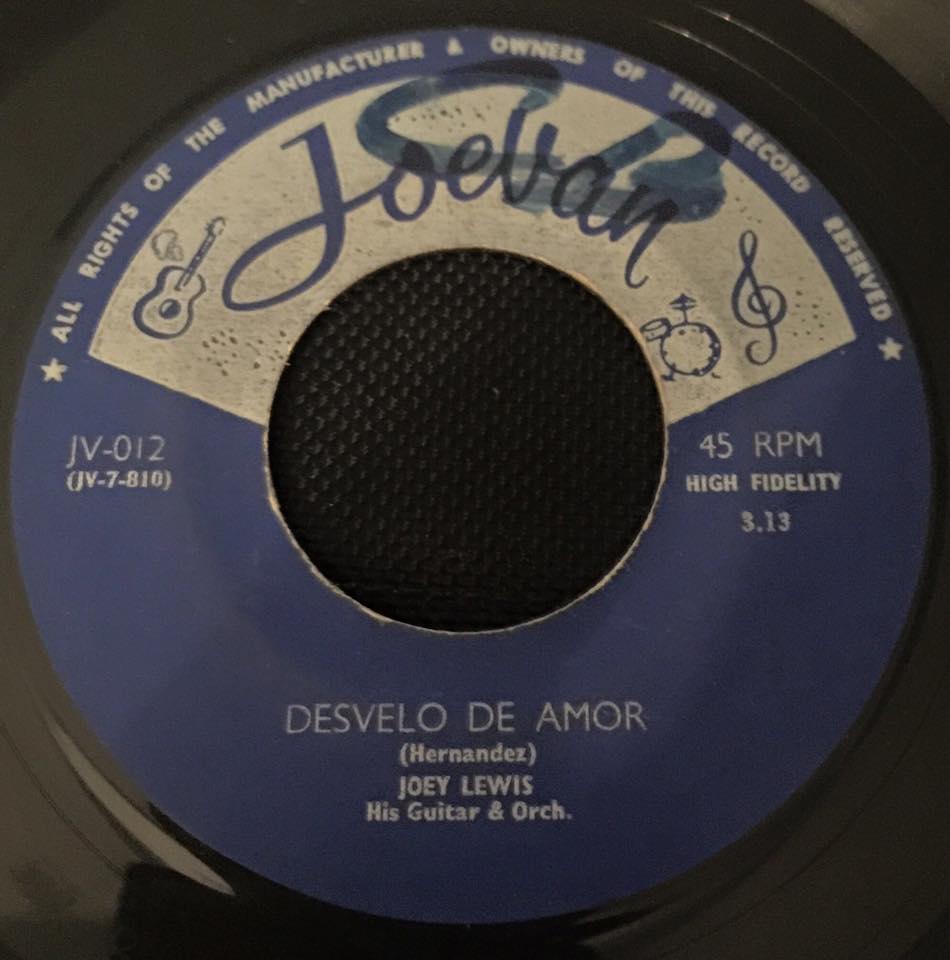 ALL RIGHTS OF THE MANUFACTURER & OWNERS OF THIS RECORD RESERVED
Joevan
JV-012
(JV-7-810)
45 RPM
HIGH FIDELITY
3.13
DESVELO DE AMOR
(Hernandez)
JOEY LEWIS
His Guitar & Orch.